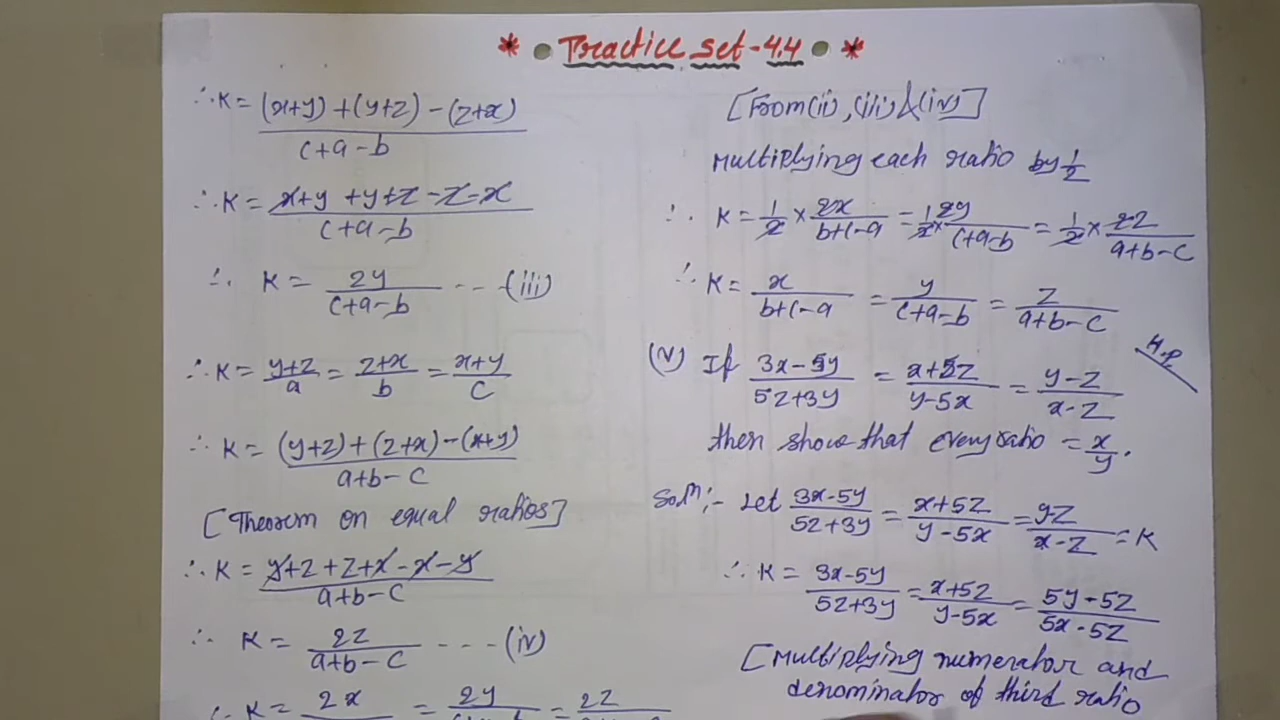 * • Practice set-4.4 • *
∴ K = (x+y) + (y+z) - (z+x) / c+a-b
∴ K = x+y + y+z - z - x / c+a-b
∴ K = 2y / c+a-b --- (iii)
∴ K = y+z / a = z+x / b = x+y / c
∴ K = (y+z) + (z+x) - (x+y) / a+b-c
[Theorem on equal ratios]
∴ K = y+z+z+x-x-y / a+b-c
∴ K = 2z / a+b-c ---- (iv)
∴ K = 2x = 2y = 2z
[From (ii), (iii) & (iv)]
Multiplying each ratio by 1/2
∴ K = 1/2 × 2x / b+c-a = 1/2 × 2y / c+a-b = 1/2 × 2z / a+b-c
∴ K = x / b+c-a = y / c+a-b = z / a+b-c
H.P.
(v) If 3x-5y / 5z+3y = x+5z / y-5x = y-z / x-z
then show that every ratio = x/y.
Solⁿ:- Let 3x-5y / 5z+3y = x+5z / y-5x = y-z / x-z = K
∴ K = 3x-5y / 5z+3y = x+5z / y-5x = 5y-5z / 5x-5z
[Multiplying numerator and
denominator of third ratio